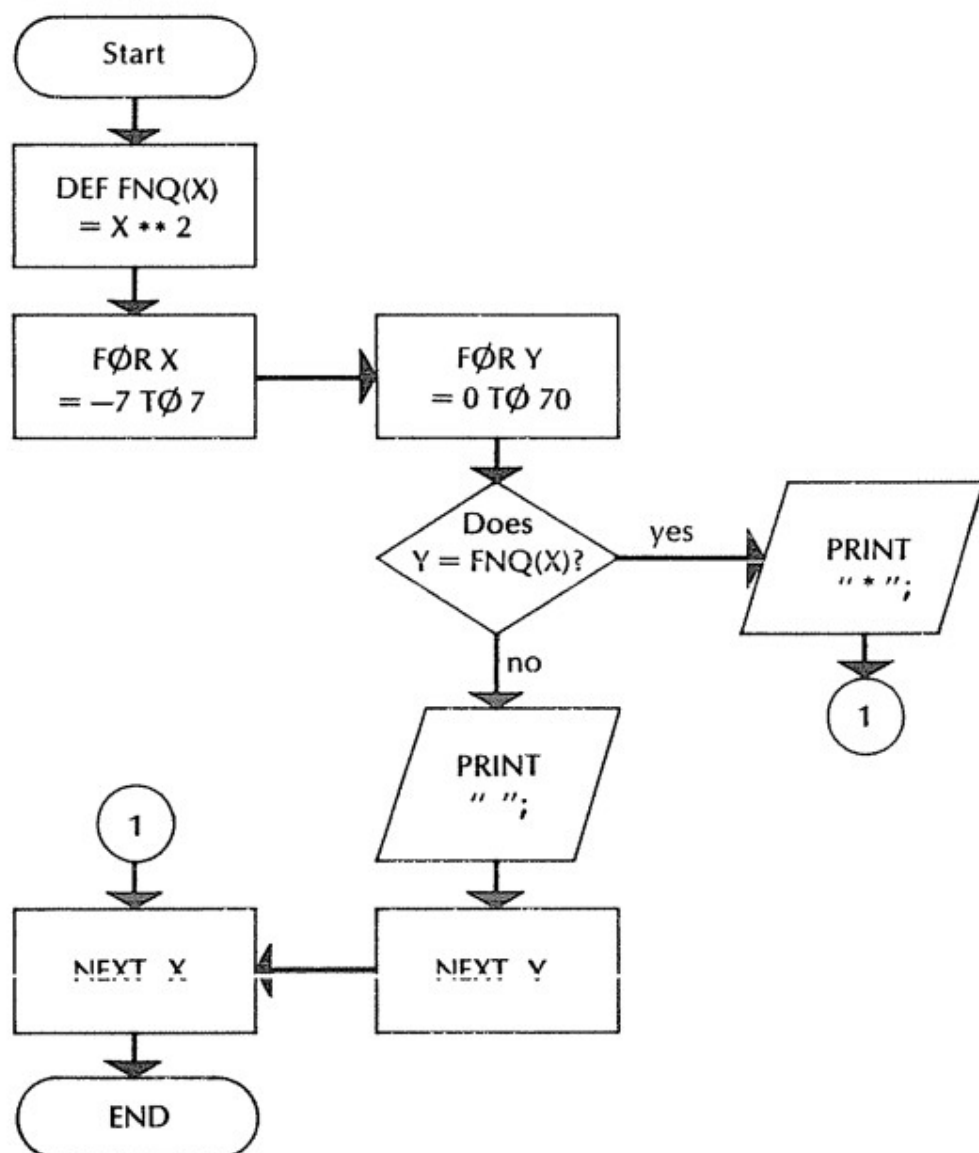 Start
DEF FNQ(X)
= X ** 2
FØR X
= −7 TØ 7
FØR Y
= 0 TØ 70
Does
Y = FNQ(X)?
yes
PRINT
" * ";
1
no
PRINT
" ";
1
NEXT X
NEXT Y
END